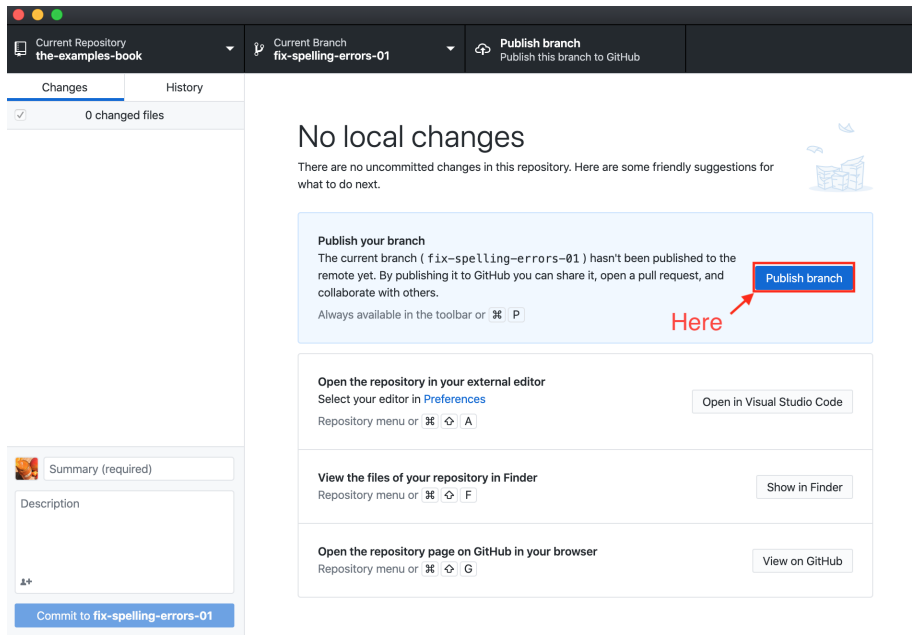 Current Repository
the-examples-book
Current Branch
fix-spelling-errors-01
Publish branch
Publish this branch to GitHub
Changes
History
0 changed files
No local changes
There are no uncommitted changes in this repository. Here are some friendly suggestions for
what to do next.
Publish your branch
The current branch ( fix-spelling-errors-01 ) hasn't been published to the
remote yet. By publishing it to GitHub you can share it, open a pull request, and
collaborate with others.
Always available in the toolbar or ⌘ P
Publish branch
Here
Open the repository in your external editor
Select your editor in Preferences
Repository menu or ⌘ ⇧ A
Open in Visual Studio Code
View the files of your repository in Finder
Repository menu or ⌘ ⇧ F
Show in Finder
Open the repository page on GitHub in your browser
Repository menu or ⌘ ⇧ G
View on GitHub
Summary (required)
Description
Commit to fix-spelling-errors-01